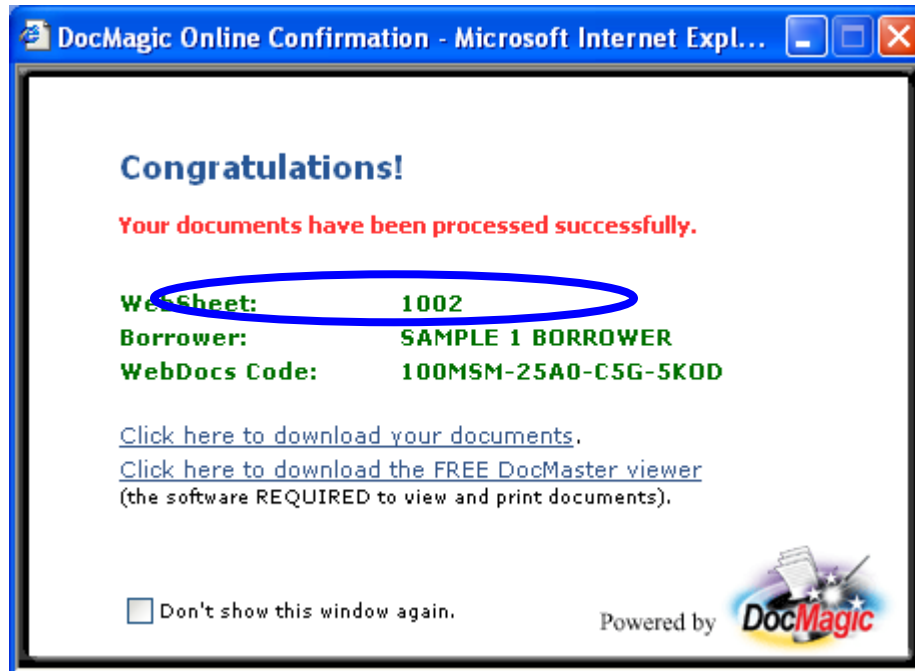 DocMagic Online Confirmation - Microsoft Internet Expl...
Congratulations!
Your documents have been processed successfully.
WebSheet: 1002
Borrower: SAMPLE 1 BORROWER
WebDocs Code: 100MSM-25A0-C5G-5KOD
Click here to download your documents.
Click here to download the FREE DocMaster viewer
(the software REQUIRED to view and print documents).
Don't show this window again.
Powered by DocMagic